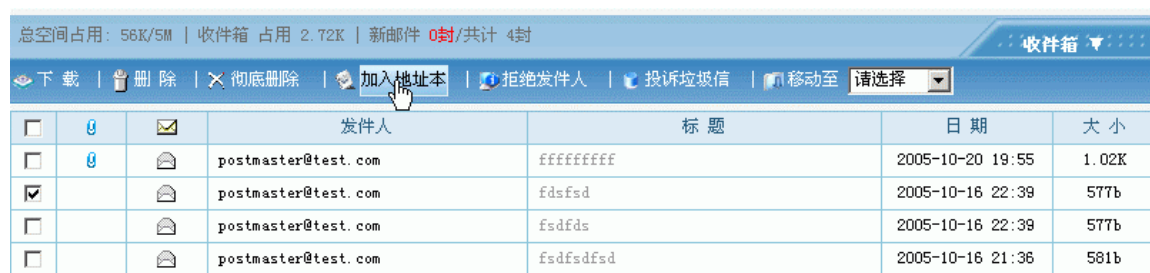 总空间占用: 56K/5M | 收件箱 占用 2.72K | 新邮件 0封/共计 4封
收件箱
下 载 | 删 除 | 彻底删除 | 加入地址本 | 拒绝发件人 | 投诉垃圾信 | 移动至 请选择
发件人 标 题 日 期 大 小
postmaster@test.com fffffffff 2005-10-20 19:55 1.02K
postmaster@test.com fdsfsd 2005-10-16 22:39 577b
postmaster@test.com fsdfds 2005-10-16 22:39 577b
postmaster@test.com fsdfsdfsd 2005-10-16 21:36 581b